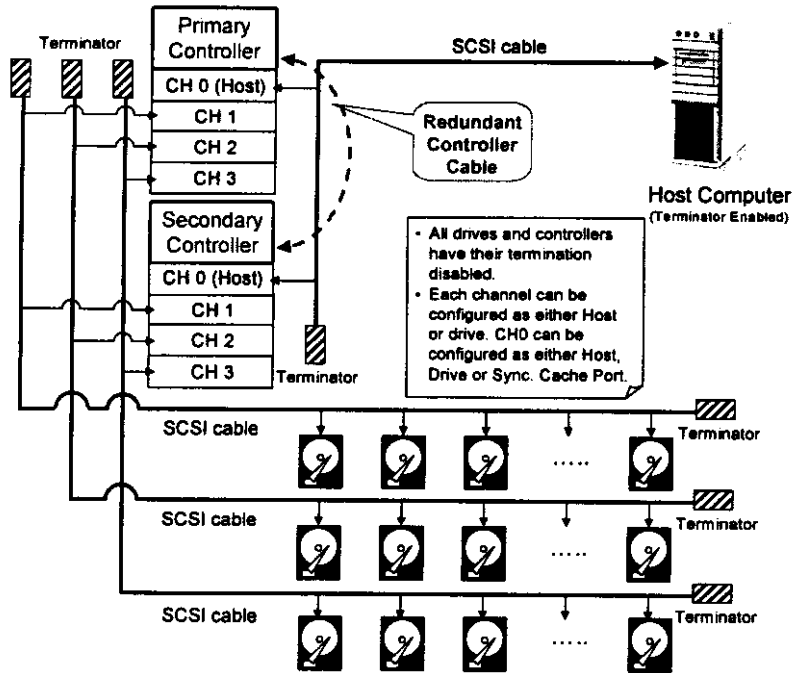 Primary
Controller
CH 0 (Host)
CH 1
CH 2
CH 3
Terminator
SCSI cable
Redundant
Controller
Cable
Host Computer
(Terminator Enabled)
Secondary
Controller
CH 0 (Host)
CH 1
CH 2
CH 3
Terminator
• All drives and controllers
have their termination
disabled.
• Each channel can be
configured as either Host
or drive. CH0 can be
configured as either Host,
Drive or Sync. Cache Port.
SCSI cable
Terminator
.....
SCSI cable
Terminator
.....
SCSI cable
Terminator
.....